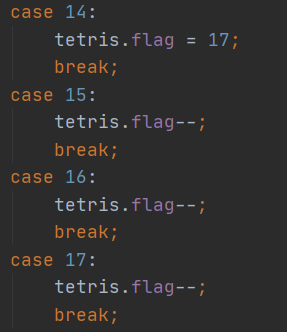 case 14:
    tetris.flag = 17;
    break;
case 15:
    tetris.flag--;
    break;
case 16:
    tetris.flag--;
    break;
case 17:
    tetris.flag--;
    break;